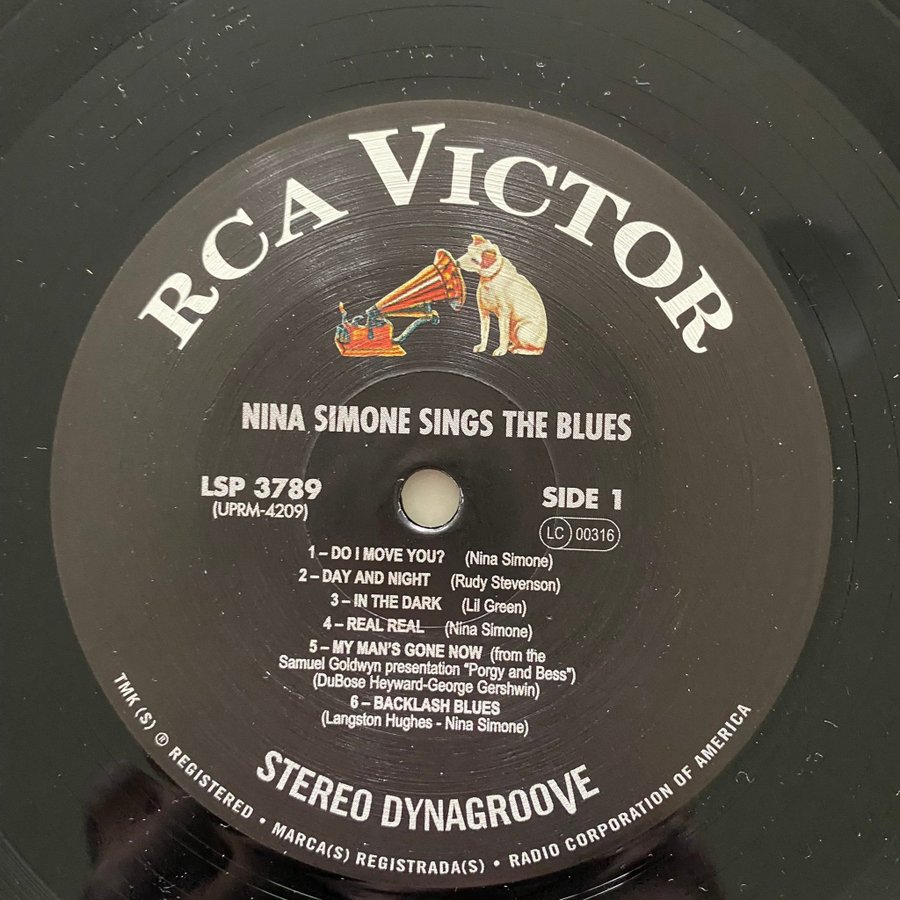 RCA VICTOR
NINA SIMONE SINGS THE BLUES
LSP 3789
(UPRM-4209)
SIDE 1
LC 00316
1 – DO I MOVE YOU? (Nina Simone)
2 – DAY AND NIGHT (Rudy Stevenson)
3 – IN THE DARK (Lil Green)
4 – REAL REAL (Nina Simone)
5 – MY MAN'S GONE NOW (from the
Samuel Goldwyn presentation "Porgy and Bess")
(DuBose Heyward-George Gershwin)
6 – BACKLASH BLUES
(Langston Hughes - Nina Simone)
STEREO DYNAGROOVE
TMK (S) ® REGISTERED • MARCA(S) REGISTRADA(S) • RADIO CORPORATION OF AMERICA